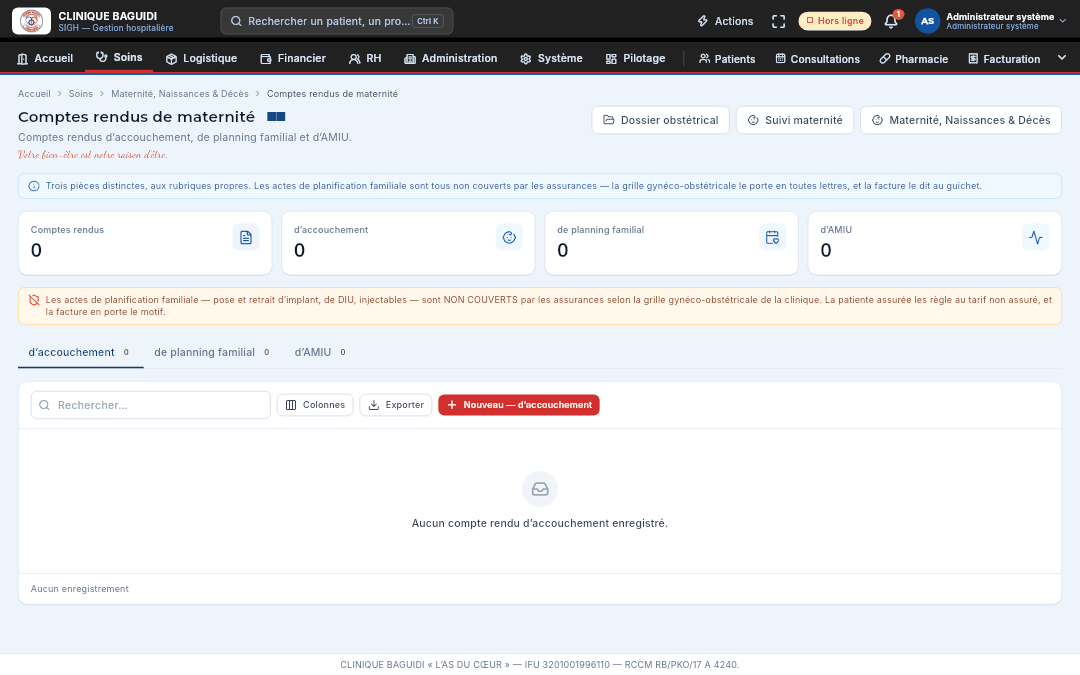 CLINIQUE BAGUIDI
SIGH — Gestion hospitalière
Rechercher un patient, un pro... Ctrl K
Actions
Hors ligne
1
AS
Administrateur système
Administrateur système
Accueil Soins Logistique Financier RH Administration Système Pilotage Patients Consultations Pharmacie Facturation
Accueil > Soins > Maternité, Naissances & Décès > Comptes rendus de maternité
Comptes rendus de maternité
Comptes rendus d'accouchement, de planning familial et d'AMIU.
Votre bien-être est notre raison d'être.
Dossier obstétrical Suivi maternité Maternité, Naissances & Décès
Trois pièces distinctes, aux rubriques propres. Les actes de planification familiale sont tous non couverts par les assurances — la grille gynéco-obstétricale le porte en toutes lettres, et la facture le dit au guichet.
Comptes rendus
0
d'accouchement
0
de planning familial
0
d'AMIU
0
Les actes de planification familiale — pose et retrait d'implant, de DIU, injectables — sont NON COUVERTS par les assurances selon la grille gynéco-obstétricale de la clinique. La patiente assurée les règle au tarif non assuré, et
la facture en porte le motif.
d'accouchement 0 de planning familial 0 d'AMIU 0
Rechercher... Colonnes Exporter Nouveau — d'accouchement
Aucun compte rendu d'accouchement enregistré.
Aucun enregistrement
CLINIQUE BAGUIDI « L'AS DU CŒUR » — IFU 3201001996110 — RCCM RB/PKO/17 A 4240.